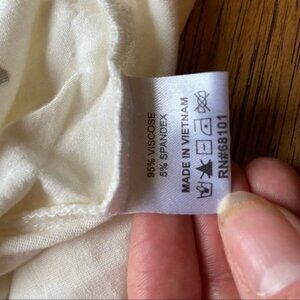 95% VISCOSE
5% SPANDEX
MADE IN VIETNAM
RN#68101